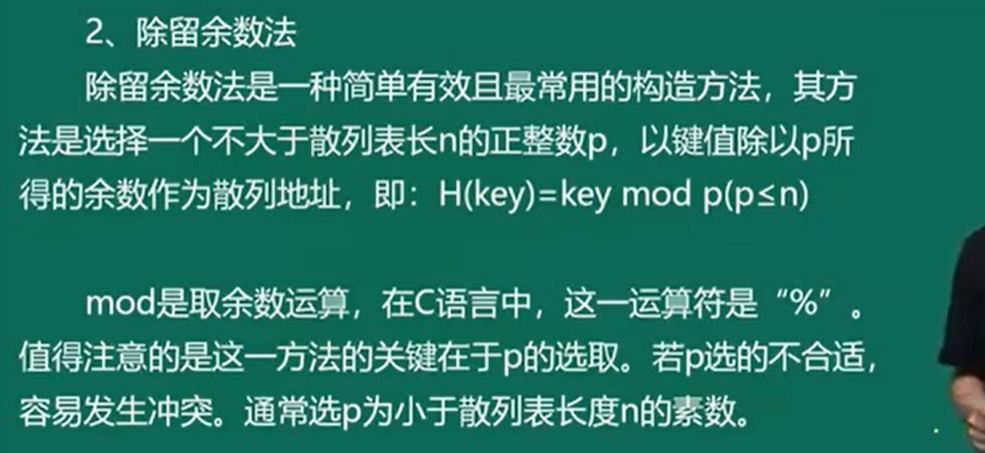 2、除留余数法
除留余数法是一种简单有效且最常用的构造方法，其方
法是选择一个不大于散列表长n的正整数p，以键值除以p所
得的余数作为散列地址，即：H(key)=key mod p(p≤n)
mod是取余数运算，在C语言中，这一运算符是“%”。
值得注意的是这一方法的关键在于p的选取。若p选的不合适，
容易发生冲突。通常选p为小于散列表长度n的素数。